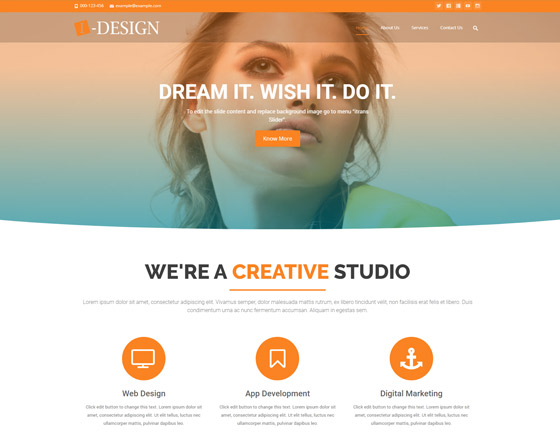 000-123-456 example@example.com
i-DESIGN
About Us Services Contact Us
DREAM IT. WISH IT. DO IT.
To edit the slide content and replace background image go to menu "itrans
Slider".
Know More
WE'RE A CREATIVE STUDIO
Lorem ipsum dolor sit amet, consectetur adipiscing elit. Vivamus semper, dolor malesuada mattis rutrum, ex libero tincidunt velit, non facilisis erat felis et libero. Duis
condimentum urna ac nunc fermentum accumsan. Aliquam in egestas sem.
Web Design App Development Digital Marketing
Click edit button to change this text. Lorem ipsum dolor sit Click edit button to change this text. Lorem ipsum dolor sit Click edit button to change this text. Lorem ipsum dolor sit
amet, consectetur adipiscing elit. Ut elit tellus, luctus nec amet, consectetur adipiscing elit. Ut elit tellus, luctus nec amet, consectetur adipiscing elit. Ut elit tellus, luctus nec
ullamcorper mattis, pulvinar dapibus leo. ullamcorper mattis, pulvinar dapibus leo. ullamcorper mattis, pulvinar dapibus leo.